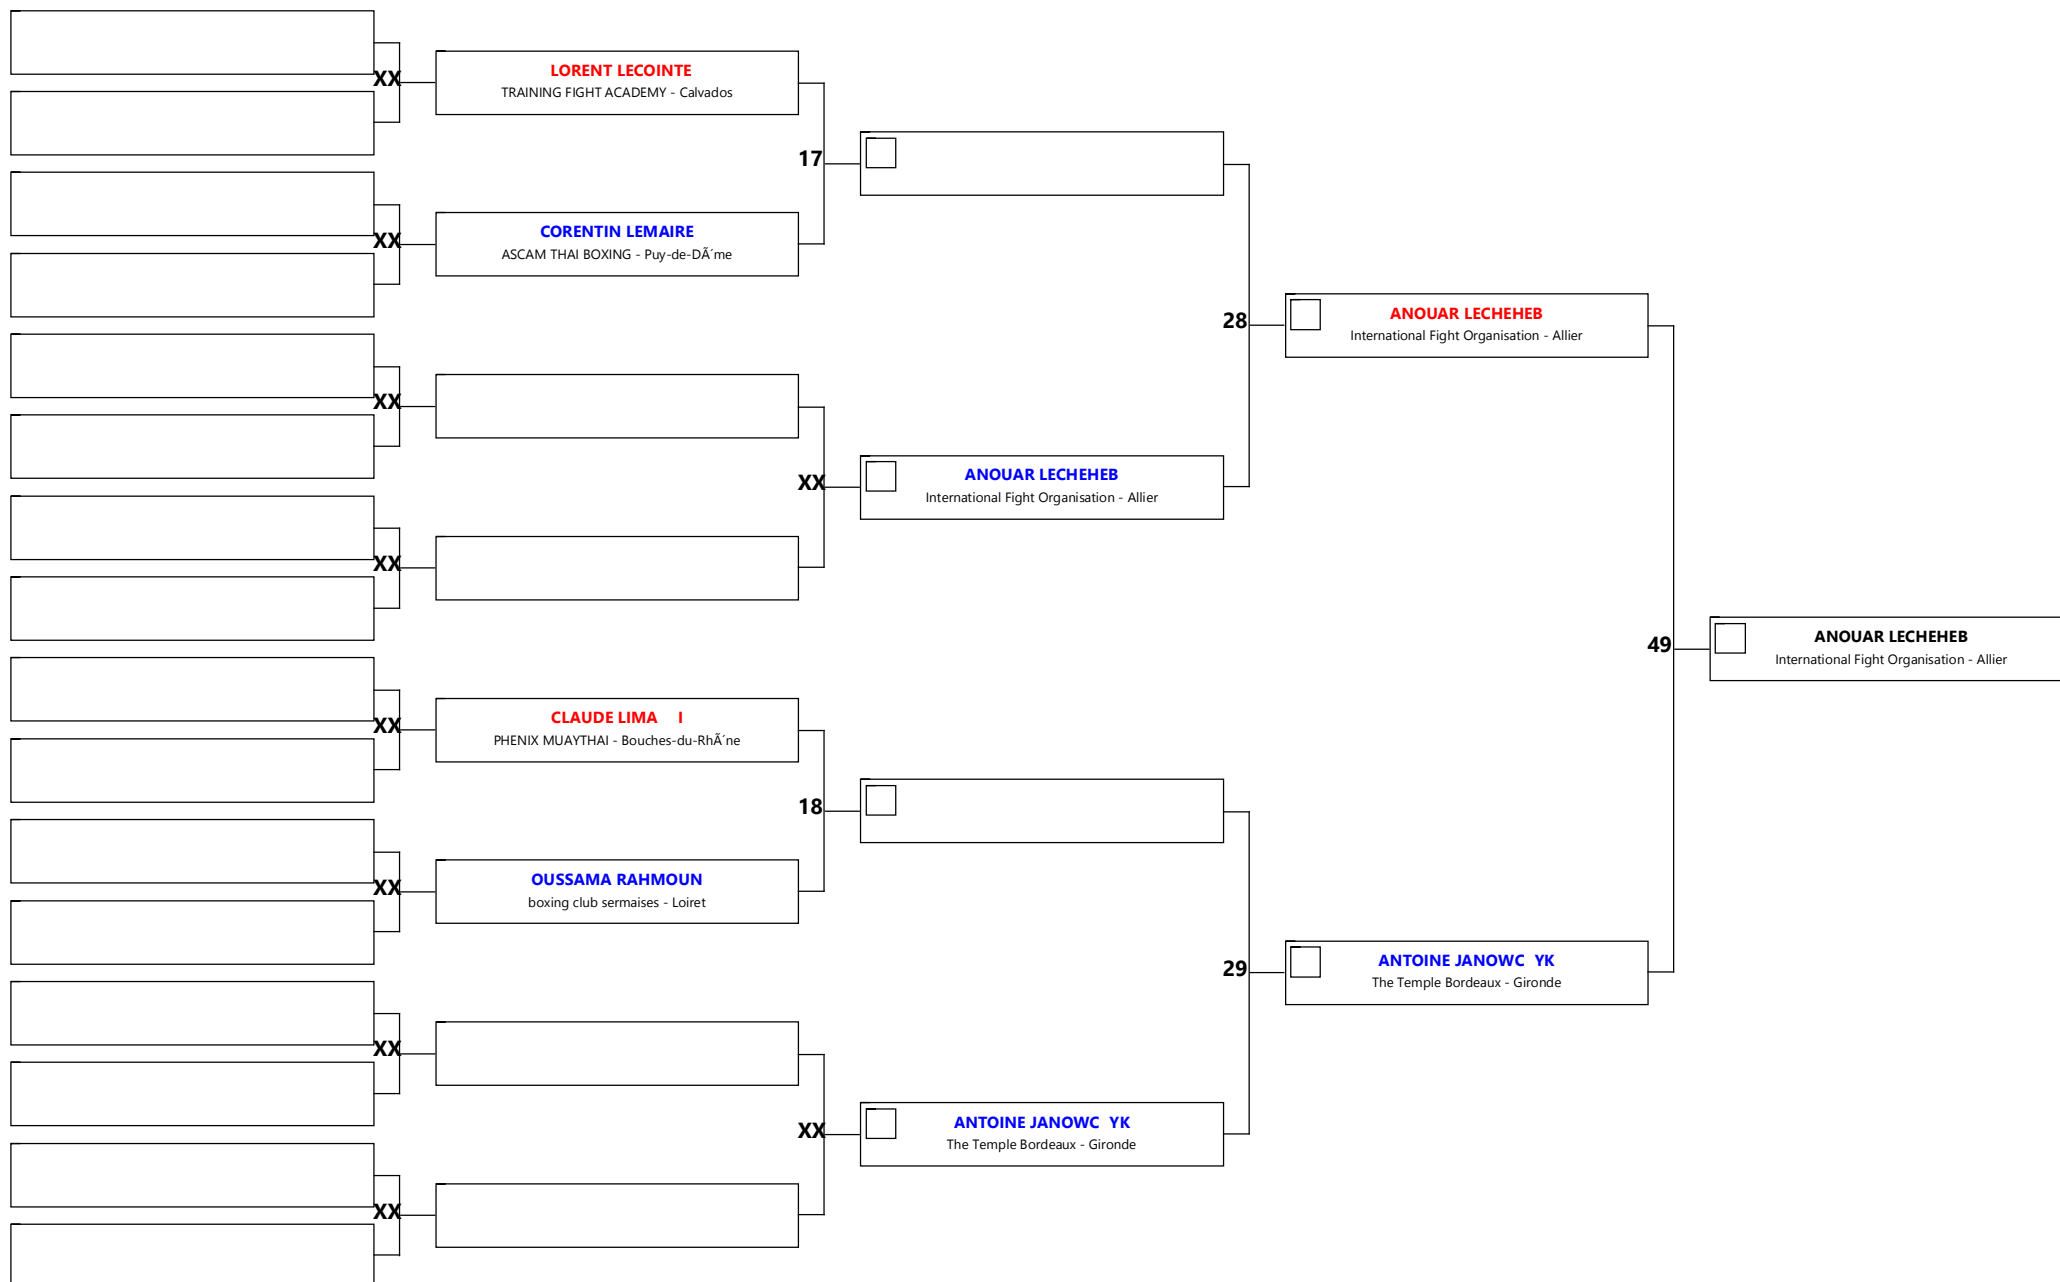 XX
LORENT LECOINTE
TRAINING FIGHT ACADEMY - Calvados
17
XX
CORENTIN LEMAIRE
ASCAM THAI BOXING - Puy-de-DÃ´me
28
ANOUAR LECHEHEB
International Fight Organisation - Allier
XX
XX
ANOUAR LECHEHEB
International Fight Organisation - Allier
XX
49
ANOUAR LECHEHEB
International Fight Organisation - Allier
XX
CLAUDE LIMA I
PHENIX MUAYTHAI - Bouches-du-RhÃ´ne
18
XX
OUSSAMA RAHMOUN
boxing club sermaises - Loiret
29
ANTOINE JANOWC YK
The Temple Bordeaux - Gironde
XX
XX
ANTOINE JANOWC YK
The Temple Bordeaux - Gironde
XX